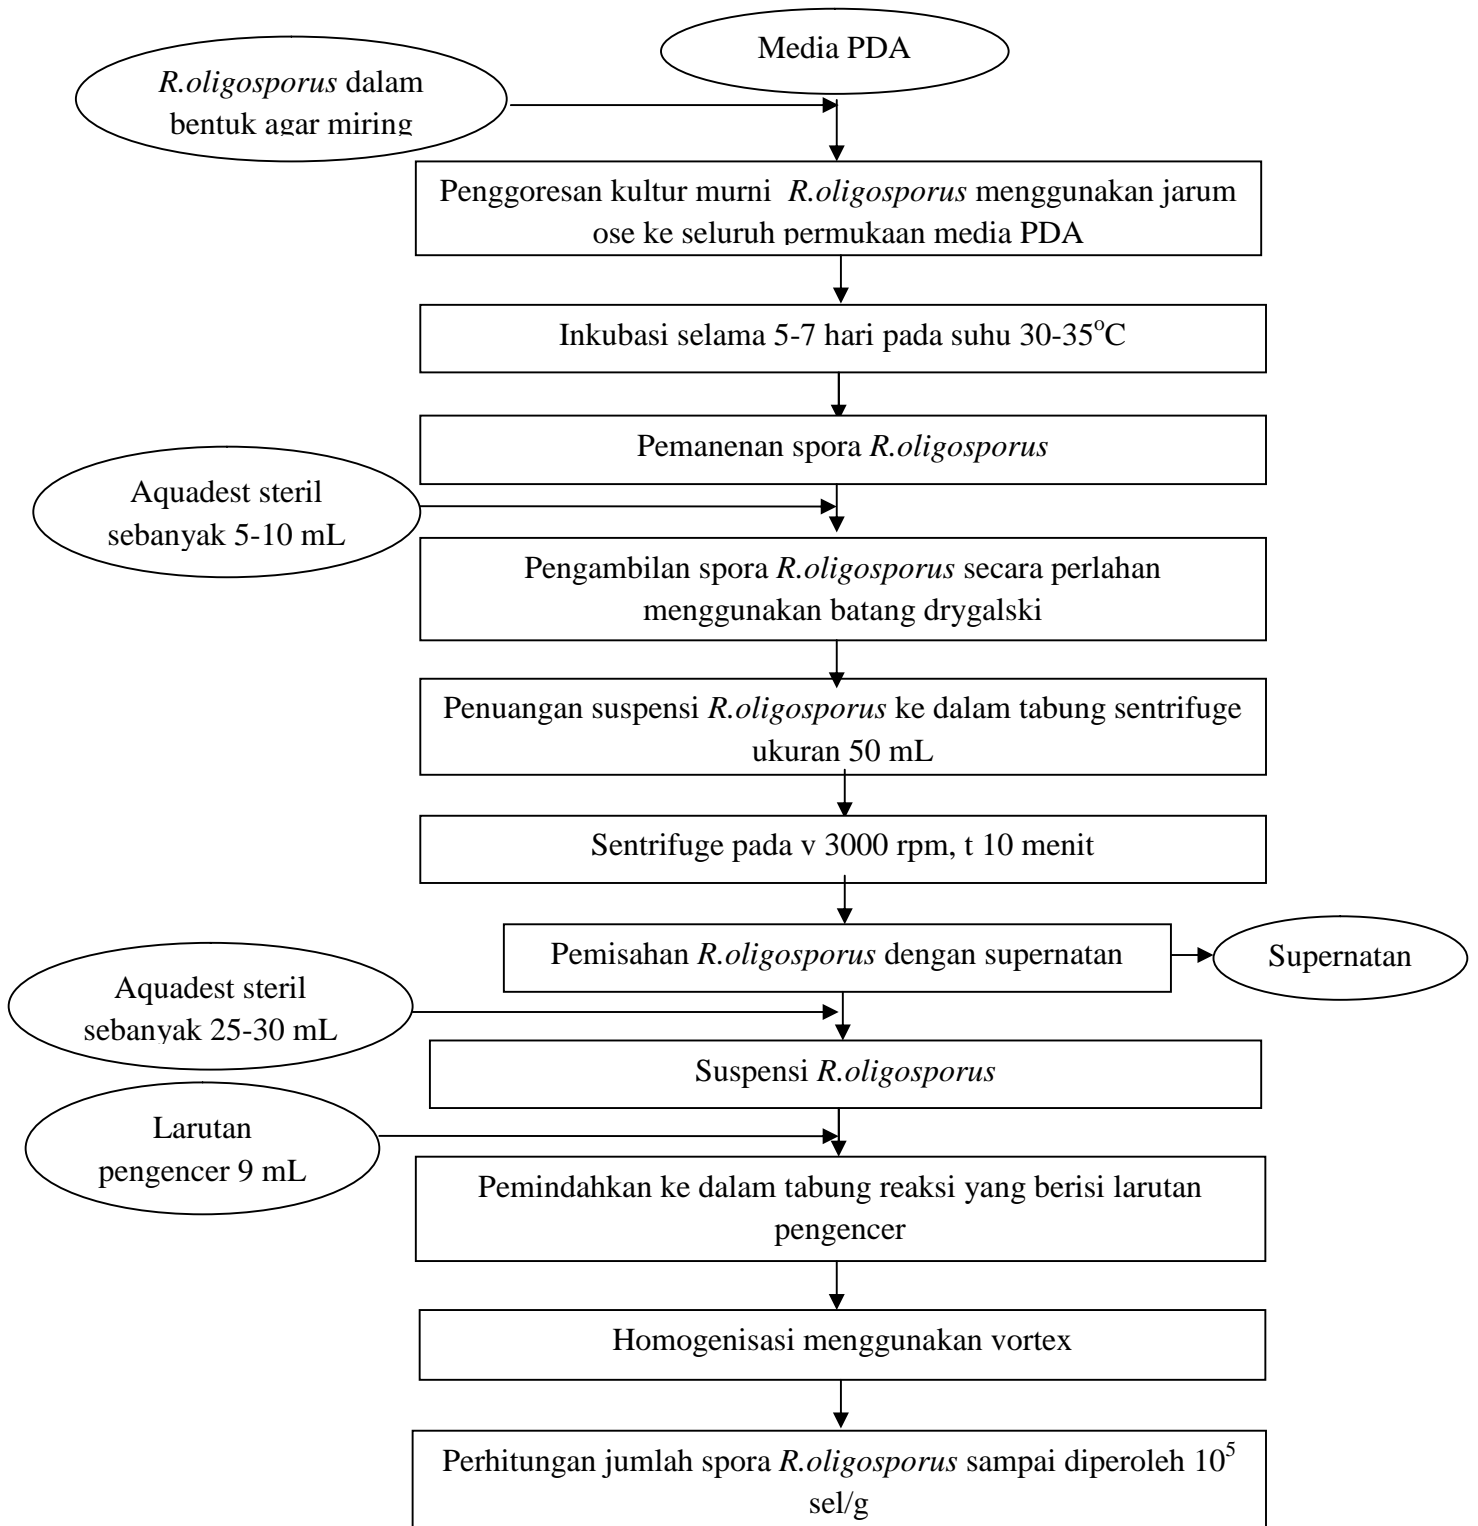 Media PDA
R.oligosporus dalam
bentuk agar miring
Penggoresan kultur murni R.oligosporus menggunakan jarum
ose ke seluruh permukaan media PDA
Inkubasi selama 5-7 hari pada suhu 30-35°C
Pemanenan spora R.oligosporus
Aquadest steril
sebanyak 5-10 mL
Pengambilan spora R.oligosporus secara perlahan
menggunakan batang drygalski
Penuangan suspensi R.oligosporus ke dalam tabung sentrifuge
ukuran 50 mL
Sentrifuge pada v 3000 rpm, t 10 menit
Pemisahan R.oligosporus dengan supernatan
Supernatan
Aquadest steril
sebanyak 25-30 mL
Suspensi R.oligosporus
Larutan
pengencer 9 mL
Pemindahkan ke dalam tabung reaksi yang berisi larutan
pengencer
Homogenisasi menggunakan vortex
Perhitungan jumlah spora R.oligosporus sampai diperoleh 10⁵
sel/g